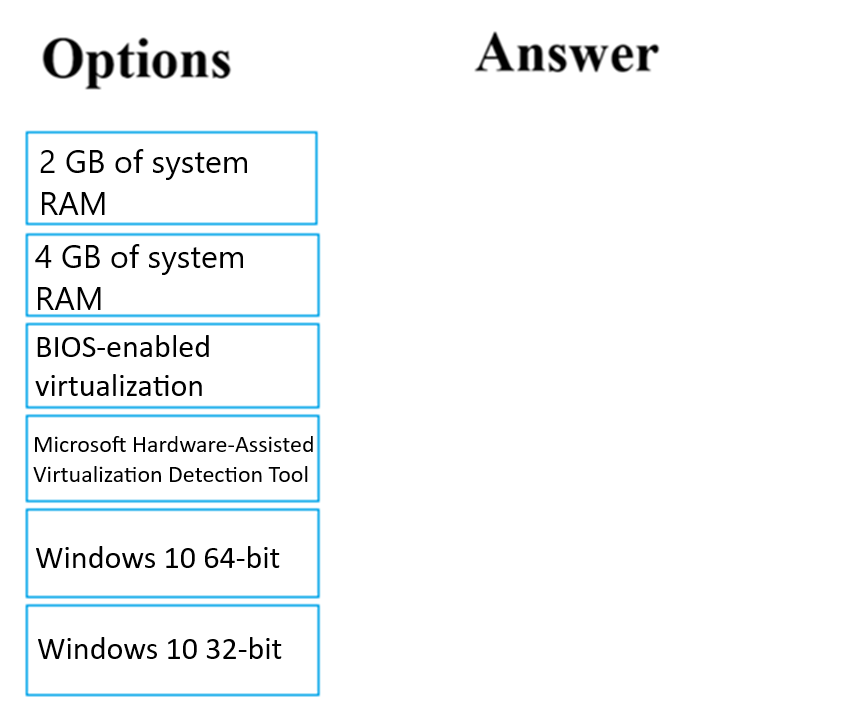 Options
Answer
2 GB of system
RAM
4 GB of system
RAM
BIOS-enabled
virtualization
Microsoft Hardware-Assisted
Virtualization Detection Tool
Windows 10 64-bit
Windows 10 32-bit